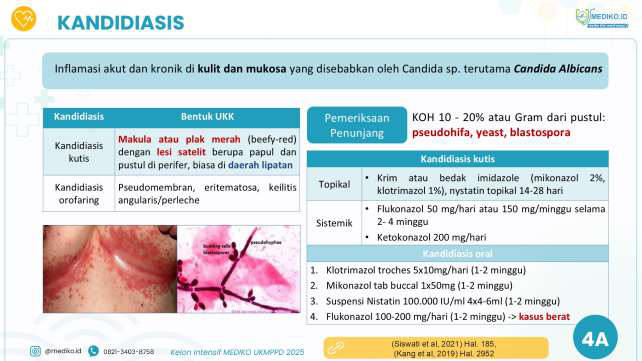 KANDIDIASIS
MEDIKO.ID
Inflamasi akut dan kronik di kulit dan mukosa yang disebabkan oleh Candida sp. terutama Candida Albicans
Kandidiasis
Bentuk UKK
Kandidiasis
kutis
Makula atau plak merah (beefy-red)
dengan lesi satelit berupa papul dan
pustul di perifer, biasa di daerah lipatan
Kandidiasis
orofaring
Pseudomembran, eritematosa, keilitis
angularis/perleche
budding cells
blastospores
pseudohyphae
Pemeriksaan
Penunjang
KOH 10 - 20% atau Gram dari pustul:
pseudohifa, yeast, blastospora
Kandidiasis kutis
Topikal
• Krim atau bedak imidazole (mikonazol 2%,
klotrimazol 1%), nystatin topikal 14-28 hari
Sistemik
• Flukonazol 50 mg/hari atau 150 mg/minggu selama
2- 4 minggu
• Ketokonazol 200 mg/hari
Kandidiasis oral
1. Klotrimazol troches 5x10mg/hari (1-2 minggu)
2. Mikonazol tab buccal 1x50mg (1-2 minggu)
3. Suspensi Nistatin 100.000 IU/ml 4x4-6ml (1-2 minggu)
4. Flukonazol 100-200 mg/hari (1-2 minggu) -> kasus berat
@mediko.id
0821-3403-8758
Kelon Intensif MEDIKO UKMPPD 2025
(Siswati et al, 2021) Hal. 185,
(Kang et al, 2019) Hal. 2952
4A